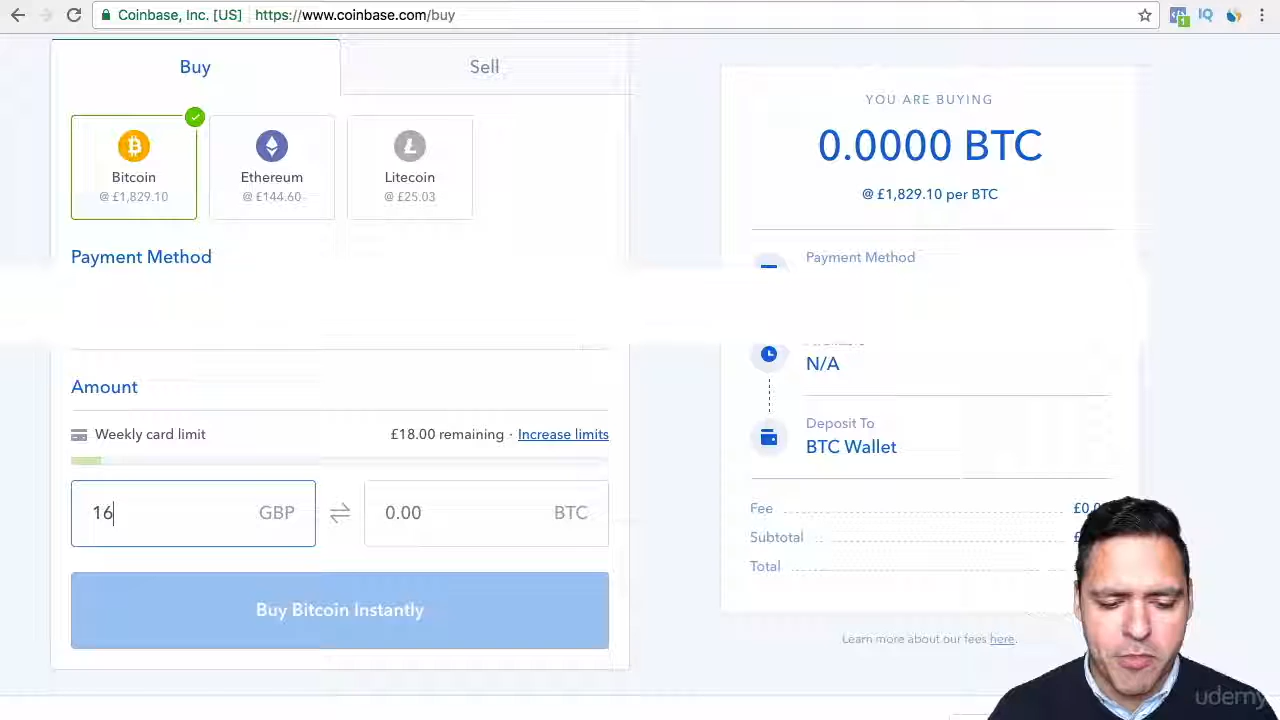 Coinbase, Inc. [US] https://www.coinbase.com/buy
IQ
1
Buy
Sell
Bitcoin
@ £1,829.10
Ethereum
@ £144.60
Litecoin
@ £25.03
Payment Method
Amount
Weekly card limit
£18.00 remaining · Increase limits
16 GBP
0.00 BTC
Buy Bitcoin Instantly
YOU ARE BUYING
0.0000 BTC
@ £1,829.10 per BTC
Payment Method
N/A
Deposit To
BTC Wallet
Fee
Subtotal
Total
Learn more about our fees here.
udemy